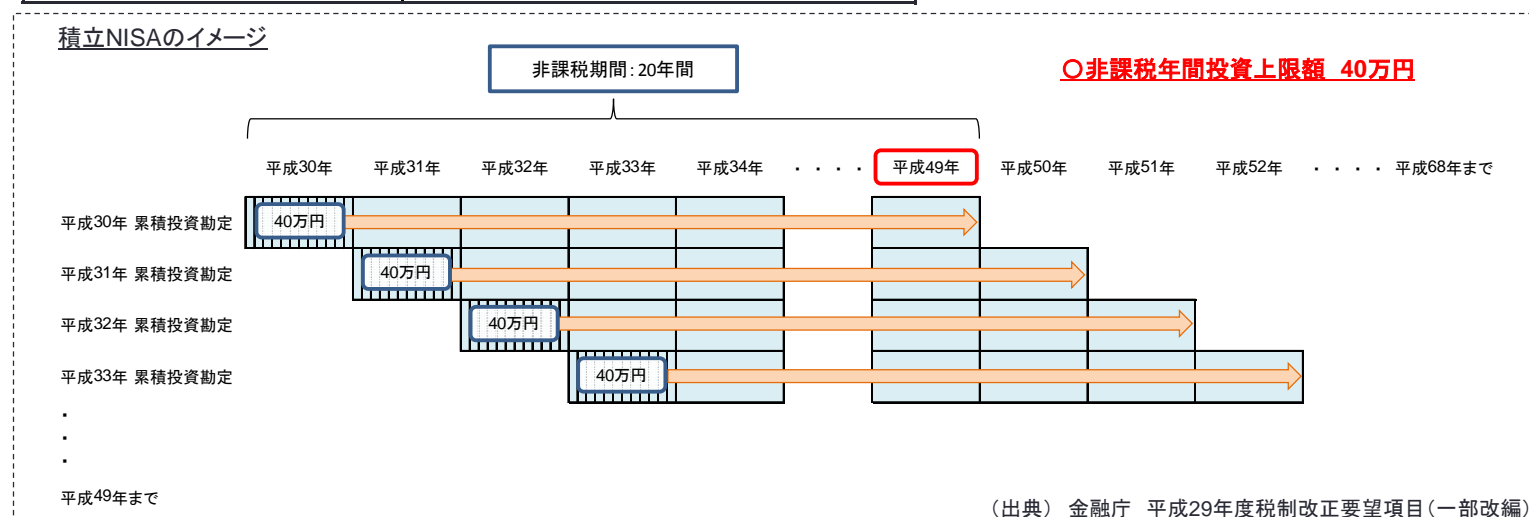 積立NISAのイメージ
非課税期間：20年間
〇非課税年間投資上限額 40万円
平成30年 平成31年 平成32年 平成33年 平成34年 ・・・・ 平成49年 平成50年 平成51年 平成52年 ・・・・ 平成68年まで
平成30年 累積投資勘定 40万円
平成31年 累積投資勘定 40万円
平成32年 累積投資勘定 40万円
平成33年 累積投資勘定 40万円
・
・
・
平成49年まで
（出典） 金融庁 平成29年度税制改正要望項目（一部改編）